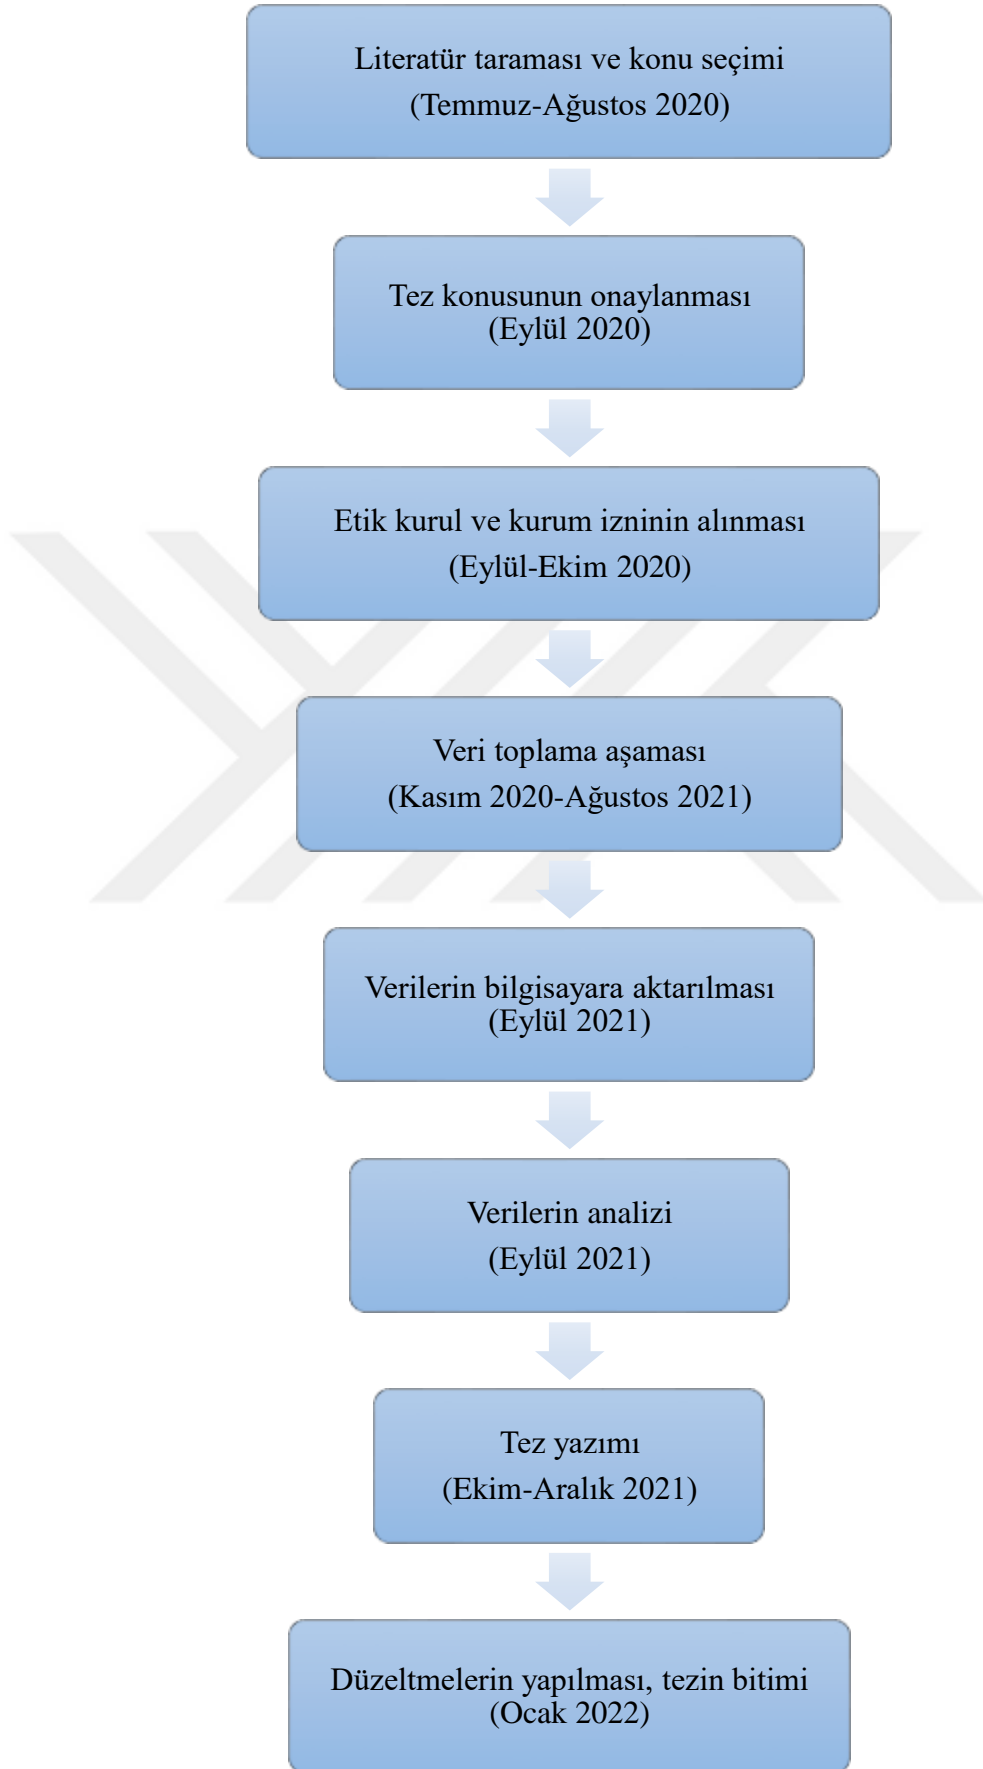 Literatür taraması ve konu seçimi
(Temmuz-Ağustos 2020)
Tez konusunun onaylanması
(Eylül 2020)
Etik kurul ve kurum izninin alınması
(Eylül-Ekim 2020)
Veri toplama aşaması
(Kasım 2020-Ağustos 2021)
Verilerin bilgisayara aktarılması
(Eylül 2021)
Verilerin analizi
(Eylül 2021)
Tez yazımı
(Ekim-Aralık 2021)
Düzeltmelerin yapılması, tezin bitimi
(Ocak 2022)